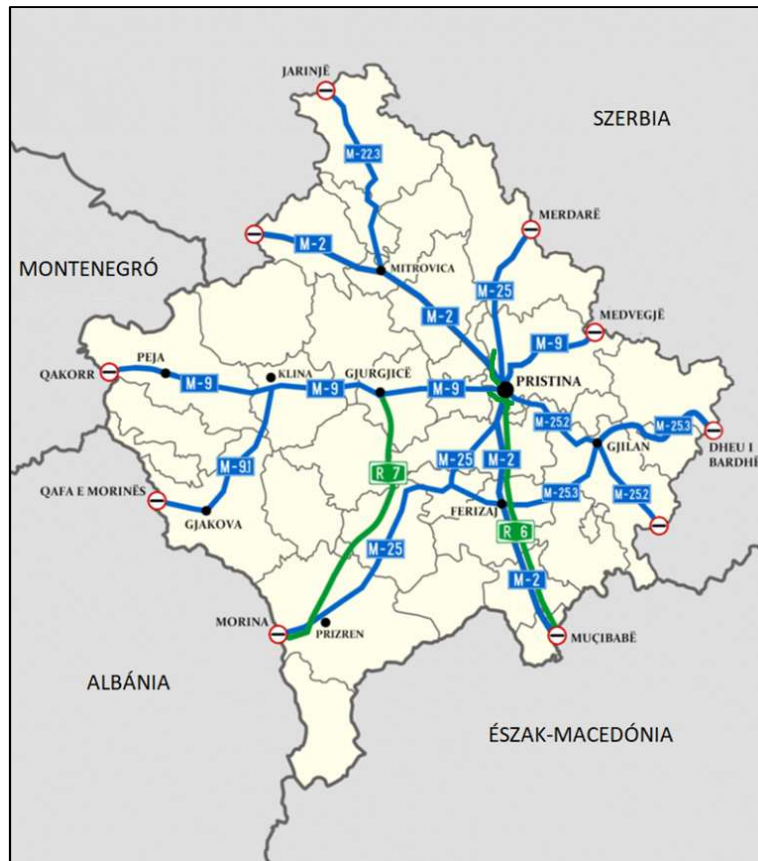 JARINJË
SZERBIA
M-22.3
MERDARË
M-2
MONTENEGRÓ
MITROVICA
M-25
M-2
MEDVEGJË
QAKORR
PEJA
KLINA
GJURGJICË
M-9
PRISTINA
M-9
M-9
M-9
M-25.2
M-25.3
GJILAN
DHEU I
BARDHË
M-9.1
R 7
M-25
M-2
M-25.3
M-25.2
QAFA E MORINËS
GJAKOVA
FERIZAJ
R 6
M-25
M-2
MORINA
PRIZREN
MUÇIBABË
ALBÁNIA
ÉSZAK-MACEDÓNIA